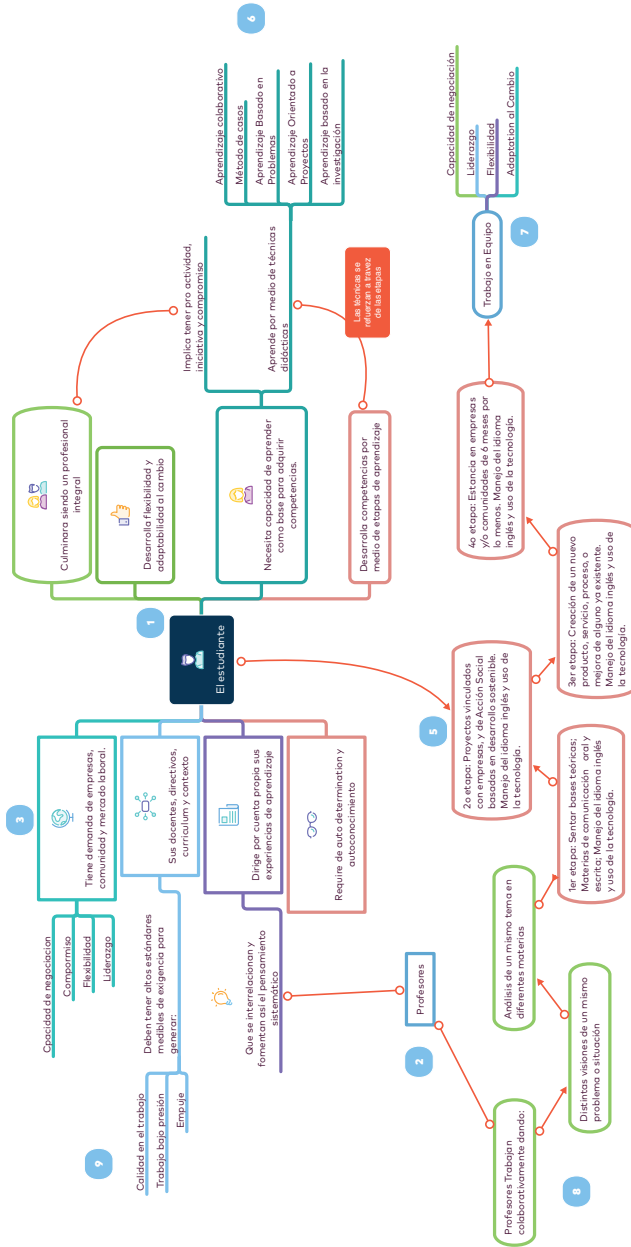 3
Tiene demanda de empresas,
comunidad y mercado laboral.
Cpacidad de negociacion
Compormiso
Flexibilidad
Liderazgo
Sus docentes, directivos,
curriculum y contexto
Deben tener altos estándares
medibles de exigencia para
generar:
9
Calidad en el trabajo
Trabajo bajo presión
Empuje
Dirige por cuenta propia sus
experiencias de aprendizaje
Que se interrelacionan y
fomentan así el pensamiento
sistemático
Require de auto determination y
autoconocimiento
1
El estudiante
Culminara siendo un profesional
integral
Desarrolla flexibilidad y
adaptabilidad al cambio
Necesita capacidad de aprender
como base para adquirir
competencias.
Desarrolla competencias por
medio de etapas de aprendizaje
Implica tener pro actividad,
iniciativa y compromiso
Aprende por medio de técnicas
didácticas
Las técnicas se
refuerzan a travez
de las etapas
6
Aprendizaje colaborativo
Método de casos
Aprendizaje Basado en
Problemas
Aprendizaje Orientado a
Proyectos
Aprendizaje basado en la
investigación
2
Profesores
8
Profesores Trabajan
colaborativamente dando:
Distintas visiones de un mismo
problema o situación
Análisis de un mismo tema en
diferentes materias
1er etapa: Sentar bases teóricas;
Materias de comunicación oral y
escrita; Manejo del idioma inglés
y uso de la tecnología.
5
2o etapa: Proyectos vinculados
con empresas, y de Acción Social
basadas en desarrollo sostenible.
Manejo del idioma inglés y uso de
la tecnología.
3er etapa: Creación de un nuevo
producto, servicio, proceso, o
mejora de alguno ya existente.
Manejo del idioma inglés y uso de
la tecnología.
4o etapa: Estancia en empresas
y/o comunidades de 6 meses por
lo menos. Manejo del idioma
inglés y uso de la tecnología.
7
Trabajo en Equipo
Capacidad de negociación
Liderazgo
Flexibilidad
Adaptation al Cambio